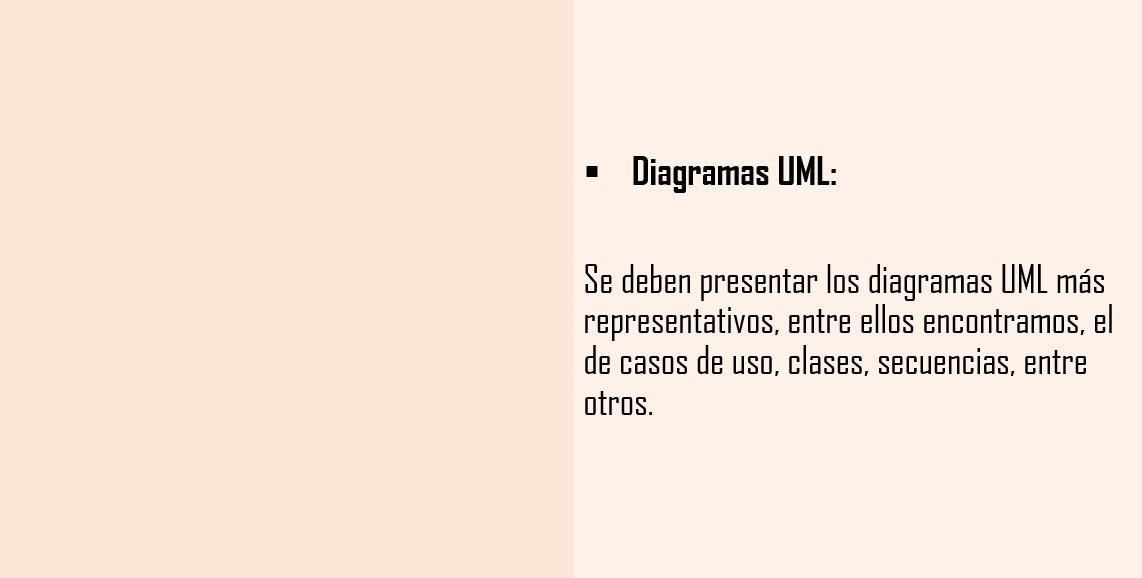 ▪ Diagramas UML:
Se deben presentar los diagramas UML más
representativos, entre ellos encontramos, el
de casos de uso, clases, secuencias, entre
otros.